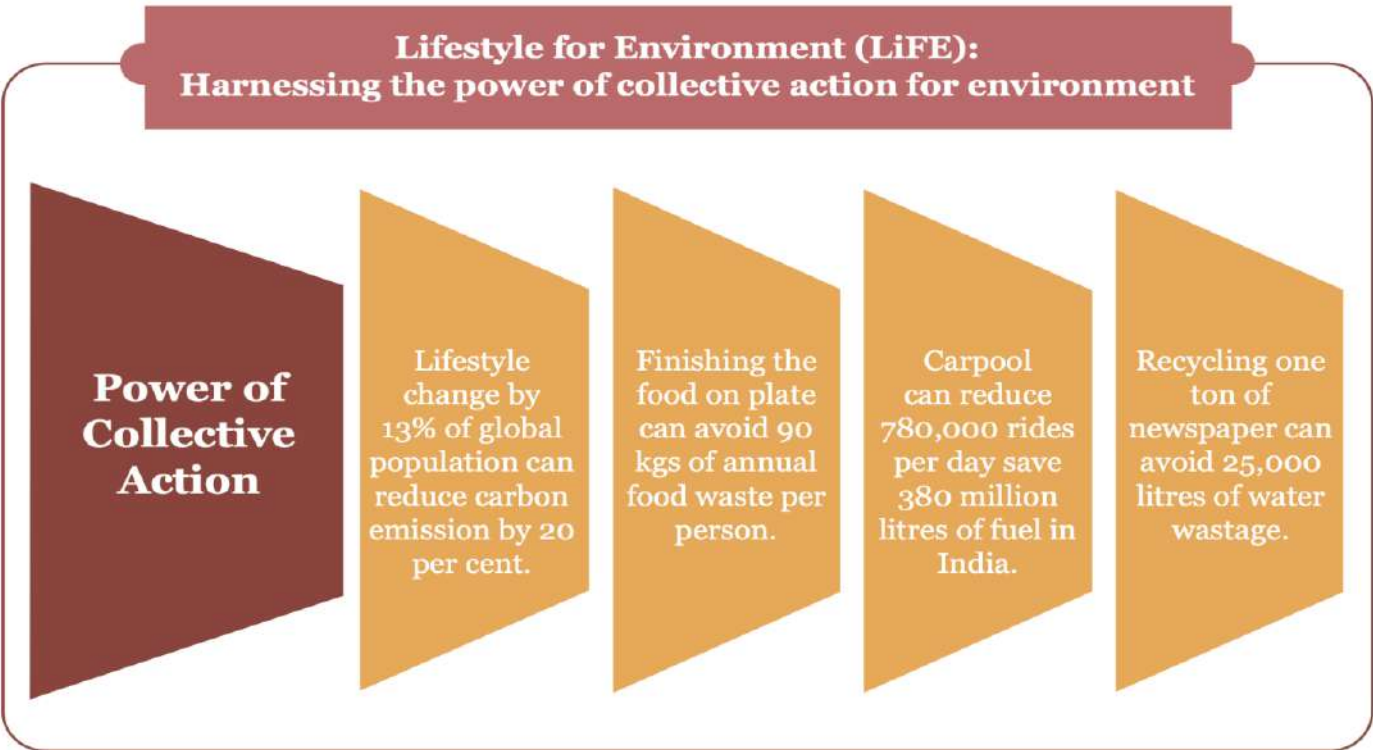 Lifestyle for Environment (LiFE):
Harnessing the power of collective action for environment
Power of
Collective
Action
Lifestyle
change by
13% of global
population can
reduce carbon
emission by 20
per cent.
Finishing the
food on plate
can avoid 90
kgs of annual
food waste per
person.
Carpool
can reduce
780,000 rides
per day save
380 million
litres of fuel in
India.
Recycling one
ton of
newspaper can
avoid 25,000
litres of water
wastage.